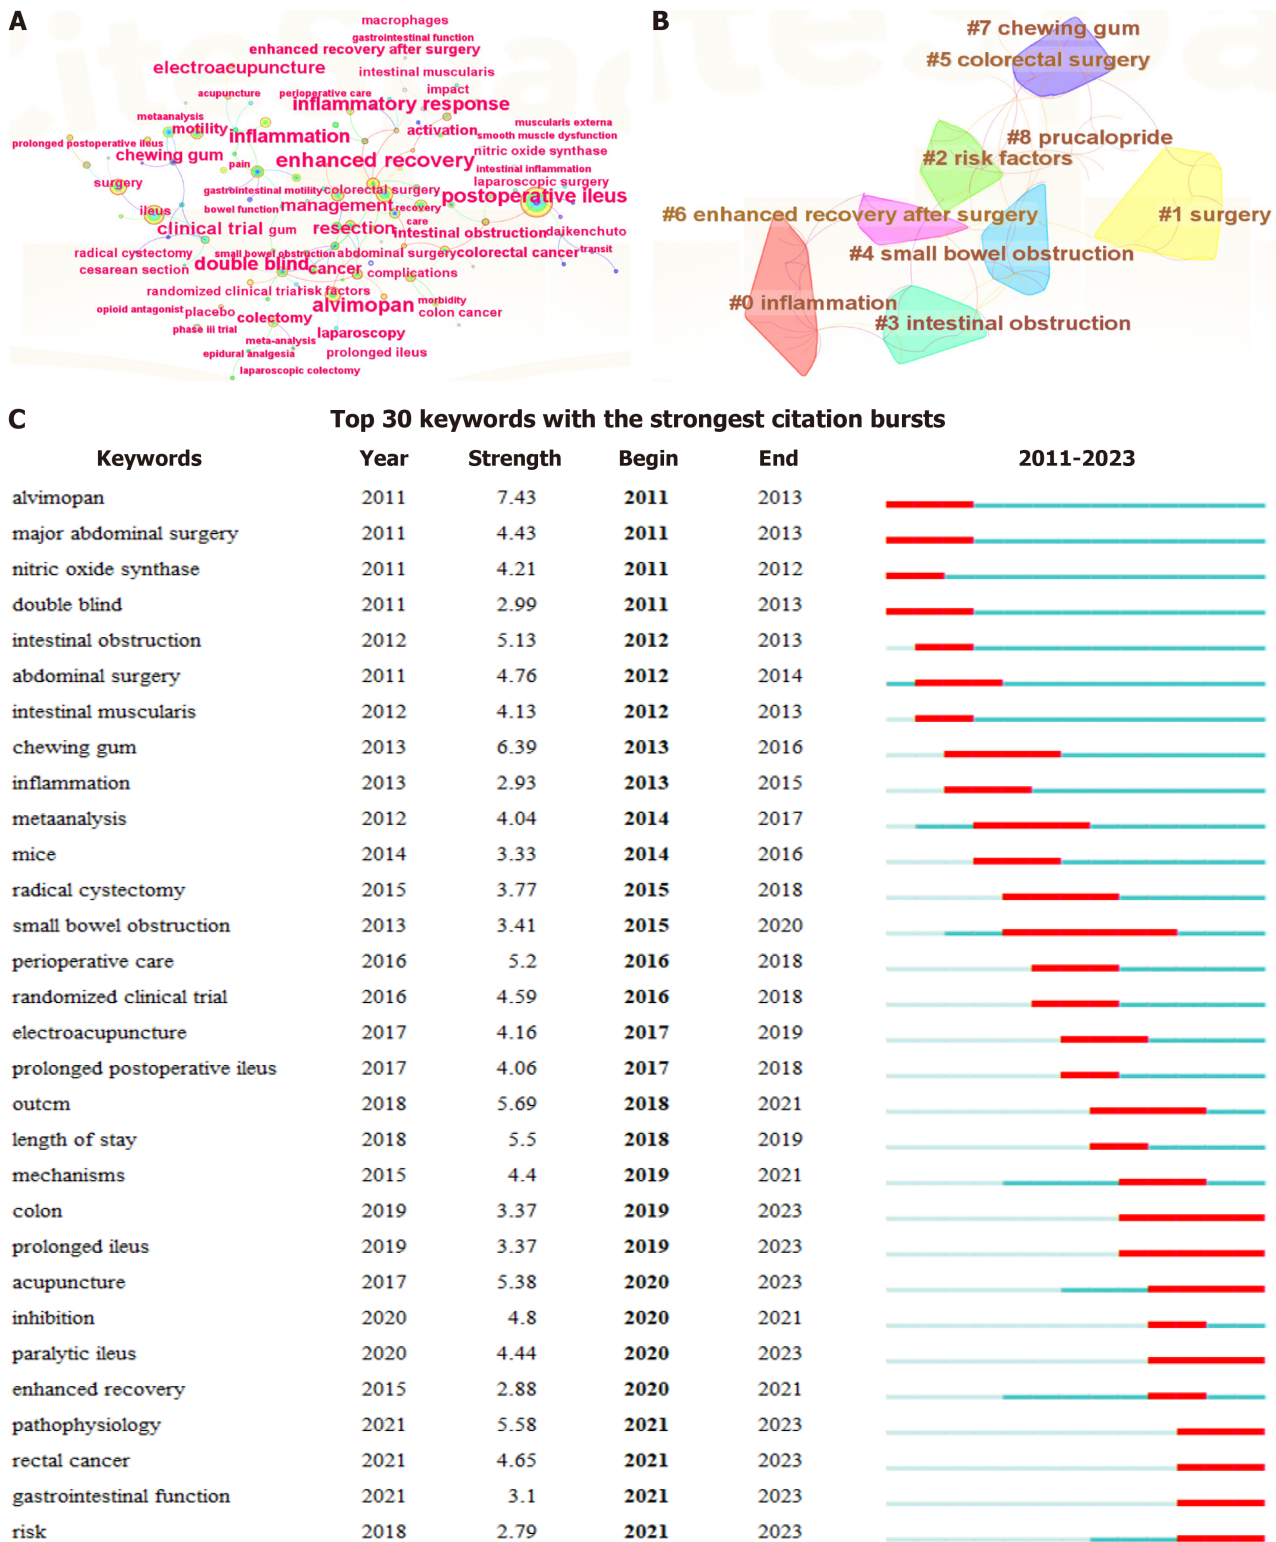 A
macrophages
gastrointestinal function
enhanced recovery after surgery
electroacupuncture
intestinal muscularis
acupuncture
perioperative care
impact
inflammatory response
metaanalysis
muscularis externa
motility
inflammation
activation
smooth muscle dysfunction
prolonged postoperative ileus
chewing gum
pain
enhanced recovery
nitric oxide synthase
intestinal inflammation
surgery
gastrointestinal motility
colorectal surgery
laparoscopic surgery
postoperative ileus
ileus
bowel function
management
recovery
care
clinical trial
gum
resection
intestinal obstruction
daikenchuto
radical cystectomy
small bowel obstruction
abdominal surgery
colorectal cancer
transit
cesarean section
double blind
cancer
complications
randomized clinical trial
risk factors
opioid antagonist
placebo
alvimopan
morbidity
colon cancer
colectomy
phase iii trial
laparoscopy
meta-analysis
epidural analgesia
prolonged ileus
laparoscopic colectomy
B
#7 chewing gum
#5 colorectal surgery
#8 prucalopride
#2 risk factors
#6 enhanced recovery after surgery
#1 surgery
#4 small bowel obstruction
#0 inflammation
#3 intestinal obstruction
C
Top 30 keywords with the strongest citation bursts
Keywords Year Strength Begin End 2011-2023
alvimopan 2011 7.43 2011 2013
major abdominal surgery 2011 4.43 2011 2013
nitric oxide synthase 2011 4.21 2011 2012
double blind 2011 2.99 2011 2013
intestinal obstruction 2012 5.13 2012 2013
abdominal surgery 2011 4.76 2012 2014
intestinal muscularis 2012 4.13 2012 2013
chewing gum 2013 6.39 2013 2016
inflammation 2013 2.93 2013 2015
metaanalysis 2012 4.04 2014 2017
mice 2014 3.33 2014 2016
radical cystectomy 2015 3.77 2015 2018
small bowel obstruction 2013 3.41 2015 2020
perioperative care 2016 5.2 2016 2018
randomized clinical trial 2016 4.59 2016 2018
electroacupuncture 2017 4.16 2017 2019
prolonged postoperative ileus 2017 4.06 2017 2018
outcm 2018 5.69 2018 2021
length of stay 2018 5.5 2018 2019
mechanisms 2015 4.4 2019 2021
colon 2019 3.37 2019 2023
prolonged ileus 2019 3.37 2019 2023
acupuncture 2017 5.38 2020 2023
inhibition 2020 4.8 2020 2021
paralytic ileus 2020 4.44 2020 2023
enhanced recovery 2015 2.88 2020 2021
pathophysiology 2021 5.58 2021 2023
rectal cancer 2021 4.65 2021 2023
gastrointestinal function 2021 3.1 2021 2023
risk 2018 2.79 2021 2023